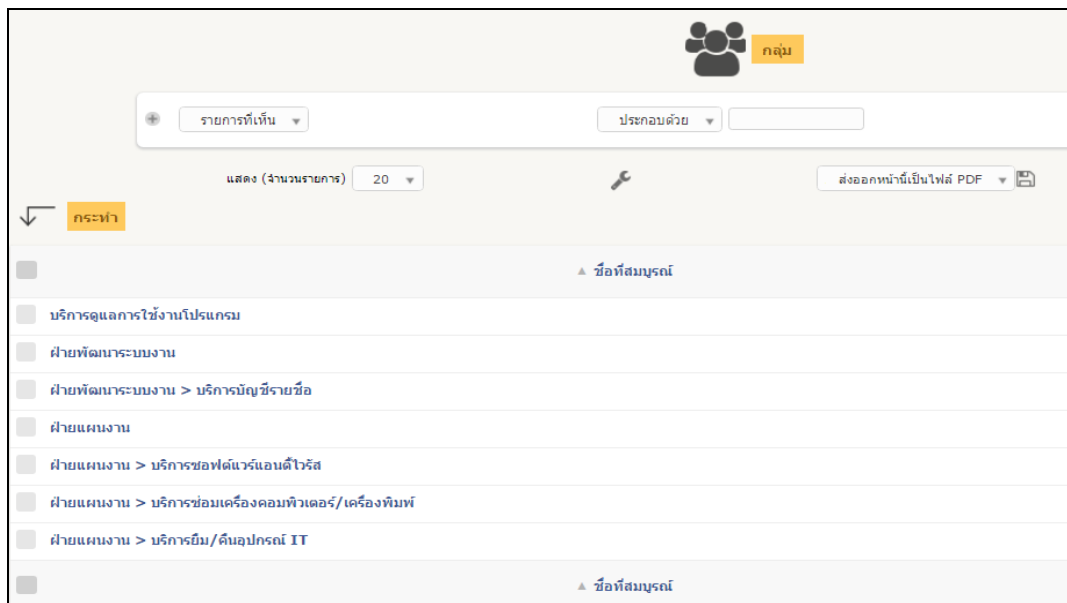 กลุ่ม
รายการที่เห็น ประกอบด้วย
แสดง (จำนวนรายการ) 20 ส่งออกหน้านี้เป็นไฟล์ PDF
กระทำ
ชื่อที่สมบูรณ์
บริการดูแลการใช้งานโปรแกรม
ฝ่ายพัฒนาระบบงาน
ฝ่ายพัฒนาระบบงาน > บริการบัญชีรายชื่อ
ฝ่ายแผนงาน
ฝ่ายแผนงาน > บริการซอฟต์แวร์แอนตี้ไวรัส
ฝ่ายแผนงาน > บริการซ่อมเครื่องคอมพิวเตอร์/เครื่องพิมพ์
ฝ่ายแผนงาน > บริการยืม/คืนอุปกรณ์ IT
ชื่อที่สมบูรณ์